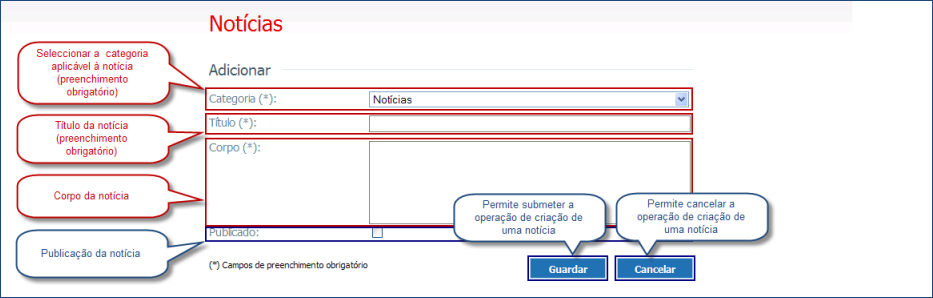 Notícias
Seleccionar a categoria
aplicável à notícia
(preenchimento
obrigatório)
Adicionar
Categoria (*):
Notícias
Título da notícia
(preenchimento
obrigatório)
Título (*):
Corpo (*):
Corpo da notícia
Permite submeter a
operação de criação de
uma notícia
Permite cancelar a
operação de criação de
uma notícia
Publicação da notícia
Publicado:
(*) Campos de preenchimento obrigatório
Guardar
Cancelar